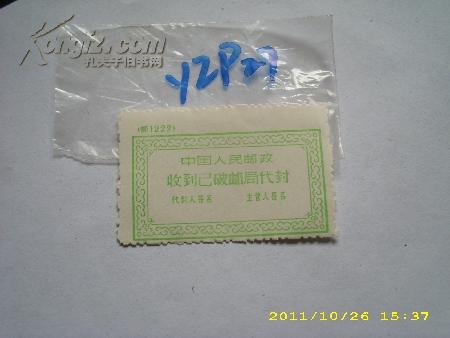 Kongfz.com
孔夫子旧书网
YZP27
(邮1222)
中国人民邮政
收到已破邮局代封
代封人签名 主管人签名
2011/10/26 15:37